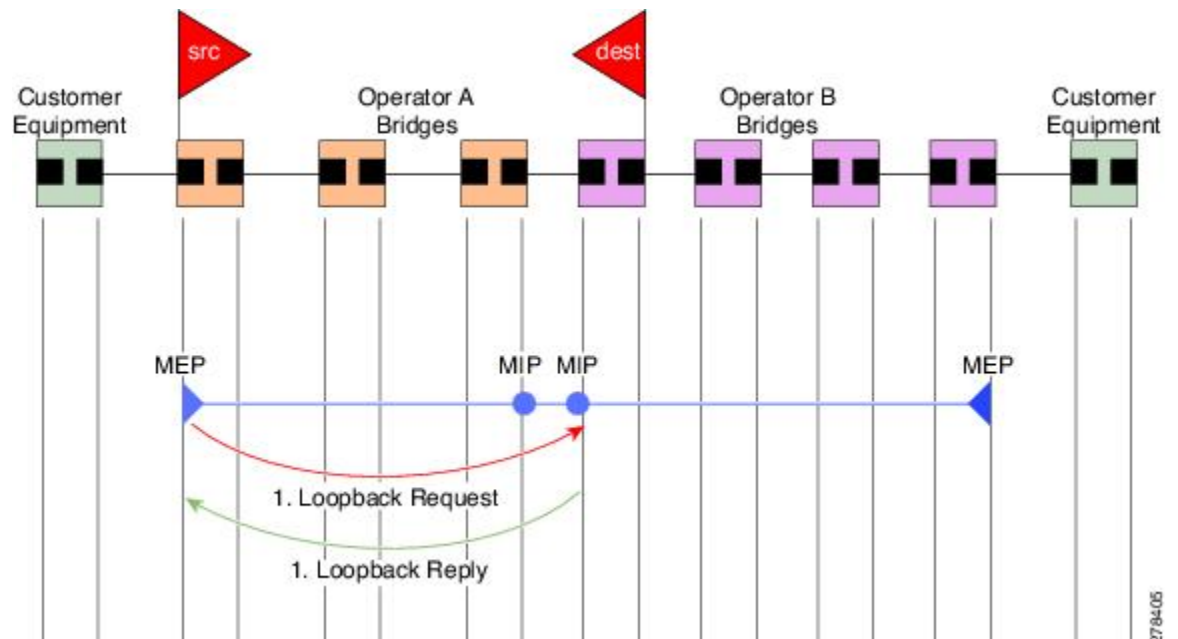 src
dest
Customer
Equipment
Operator A
Bridges
Operator B
Bridges
Customer
Equipment
MEP
MIP
MIP
MEP
1. Loopback Request
1. Loopback Reply
278405